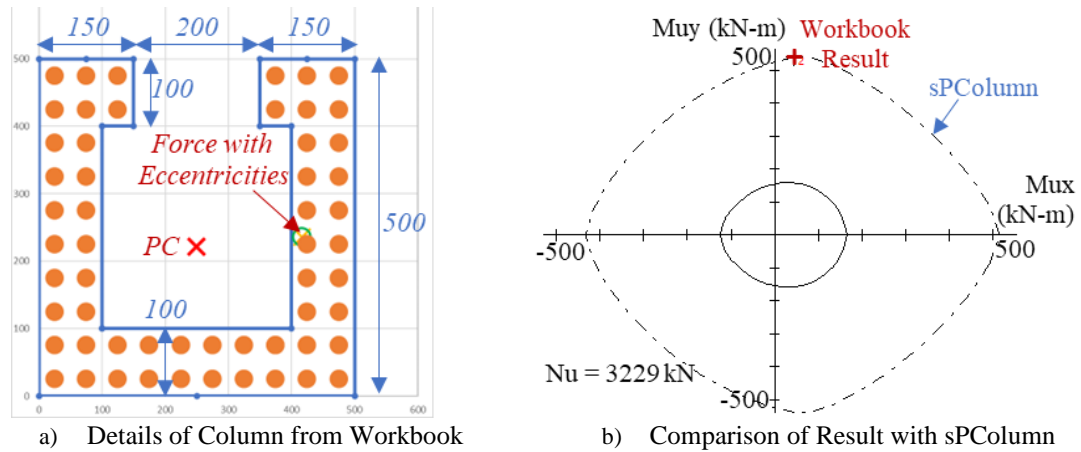 150
200
150
500
100
400
Force with
Eccentricities
300
500
200
PC
100
100
0
0
100
200
300
400
500
600
a) Details of Column from Workbook
Muy (kN-m)
Workbook
Result
500
2
sPColumn
Mux
(kN-m)
-500
500
Nu = 3229 kN
-500
b) Comparison of Result with sPColumn